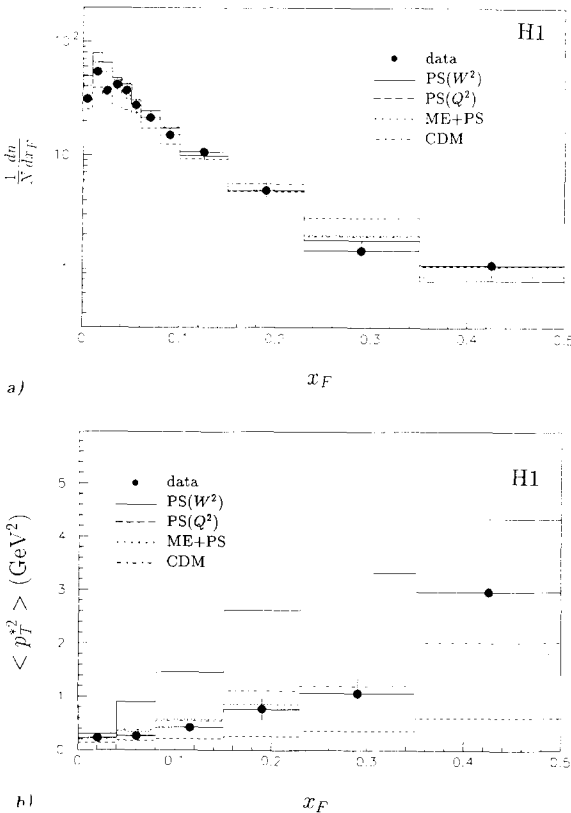 H1
10²
data
PS(W²)
PS(Q²)
ME+PS
CDM
10
1/N dn/dx_F
1
0 0.1 0.2 0.3 0.4 0.5
x_F
a)
H1
5
data
PS(W²)
PS(Q²)
ME+PS
CDM
4
3
2
1
0
< p_T^{*2} > (GeV²)
0 0.1 0.2 0.3 0.4 0.5
x_F
b)